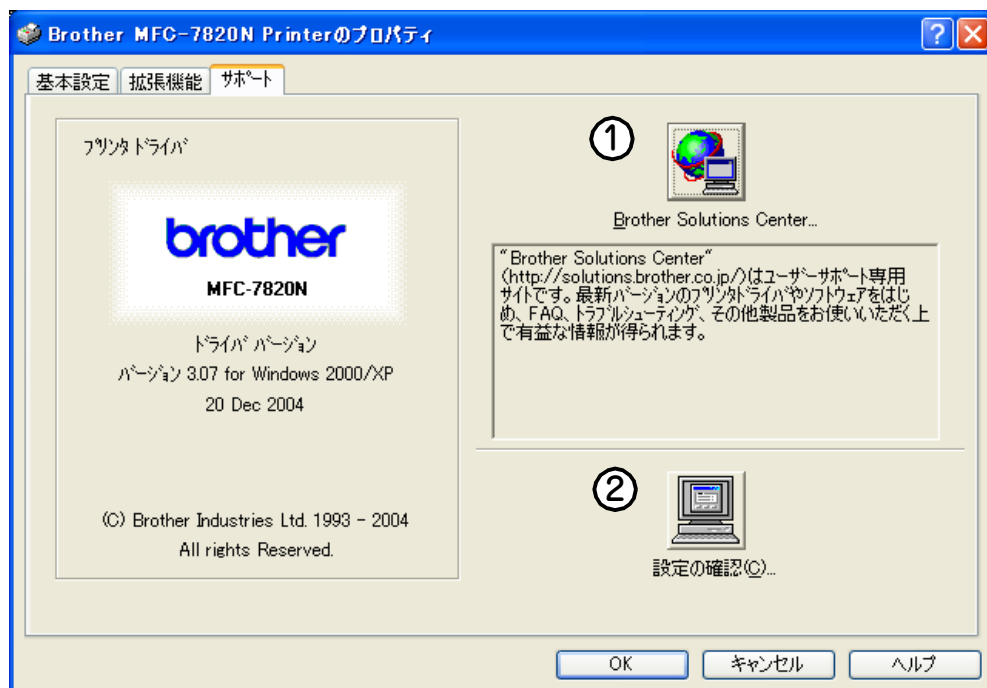 Brother MFC-7820N Printerのプロパティ
基本設定 拡張機能 ｻﾎﾟｰﾄ
ﾌﾟﾘﾝﾀ ﾄﾞﾗｲﾊﾞ
brother
MFC-7820N
ﾄﾞﾗｲﾊﾞ ﾊﾞｰｼﾞｮﾝ
ﾊﾞｰｼﾞｮﾝ 3.07 for Windows 2000/XP
20 Dec 2004
(C) Brother Industries Ltd. 1993 - 2004
All rights Reserved.
①
Brother Solutions Center...
"Brother Solutions Center"
(http://solutions.brother.co.jp/)はﾕｰｻﾞｰｻﾎﾟｰﾄ専用
ｻｲﾄです。最新ﾊﾞｰｼﾞｮﾝのﾌﾟﾘﾝﾀﾄﾞﾗｲﾊﾞやｿﾌﾄｳｪｱをはじ
め、FAQ、ﾄﾗﾌﾞﾙｼｭｰﾃｨﾝｸﾞ、その他製品をお使いいただく上
で有益な情報が得られます。
②
設定の確認(C)...
OK キャンセル ヘルプ